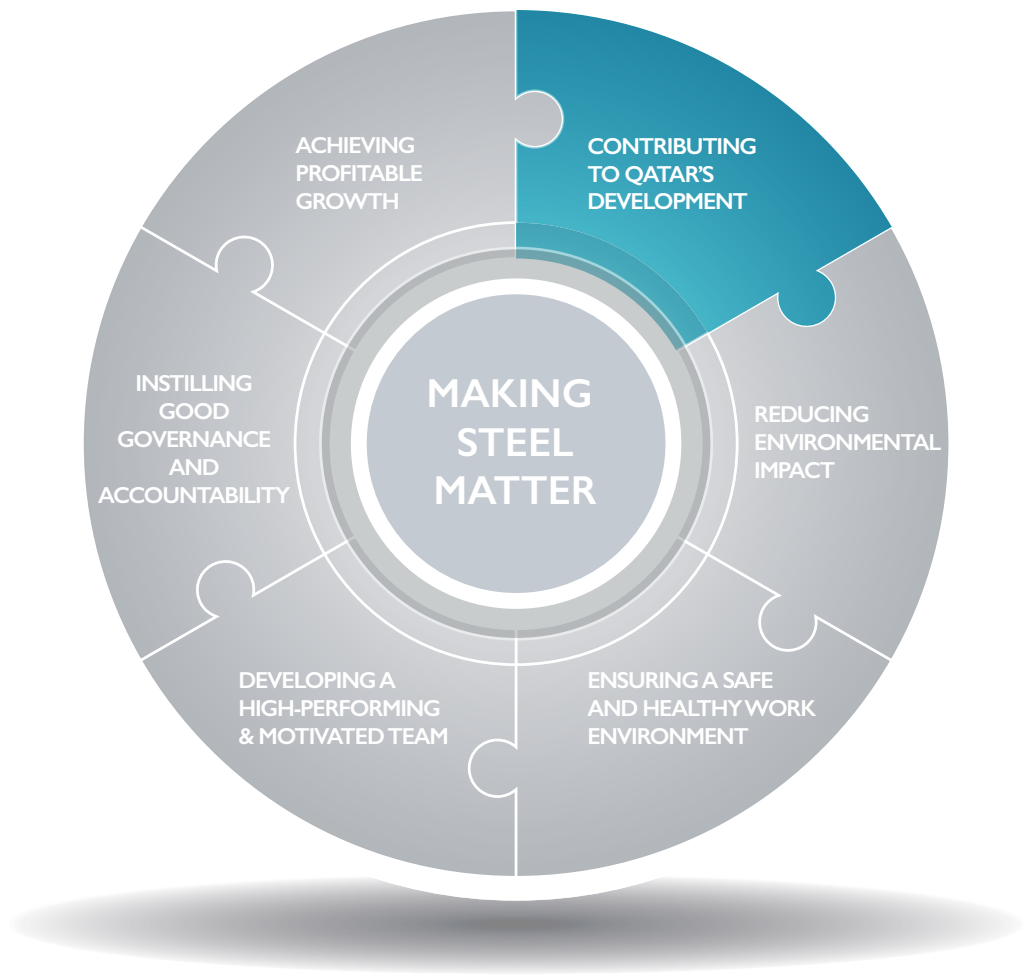 ACHIEVING
PROFITABLE
GROWTH
CONTRIBUTING
TO QATAR'S
DEVELOPMENT
INSTILLING
GOOD
GOVERNANCE
AND
ACCOUNTABILITY
MAKING
STEEL
MATTER
REDUCING
ENVIRONMENTAL
IMPACT
DEVELOPING A
HIGH-PERFORMING
& MOTIVATED TEAM
ENSURING A SAFE
AND HEALTHY WORK
ENVIRONMENT